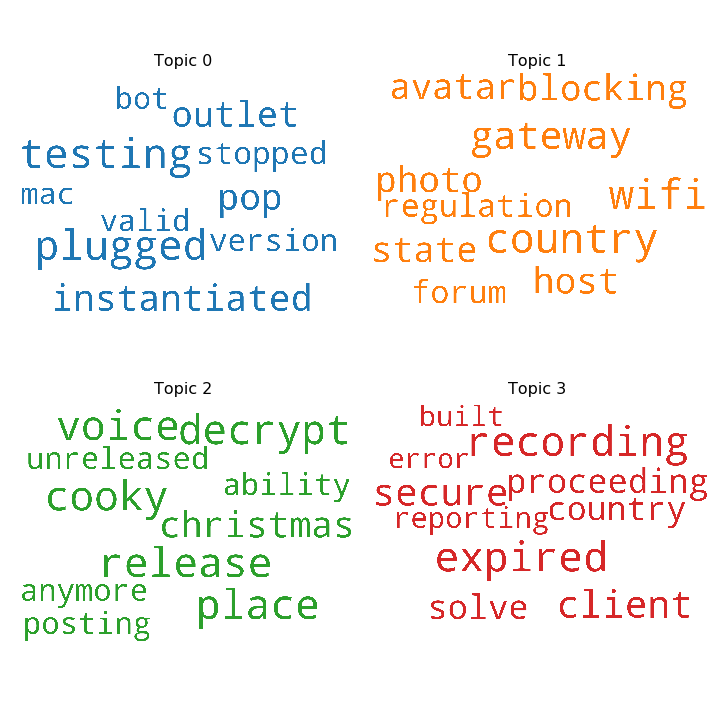 Topic 0
bot
outlet
testing
stopped
mac
pop
valid
plugged
version
instantiated
Topic 1
avatar
blocking
gateway
photo
wifi
regulation
state
country
host
forum
Topic 2
voice
decrypt
unreleased
ability
cooky
christmas
release
anymore
place
posting
Topic 3
built
recording
error
proceeding
secure
country
reporting
expired
solve
client